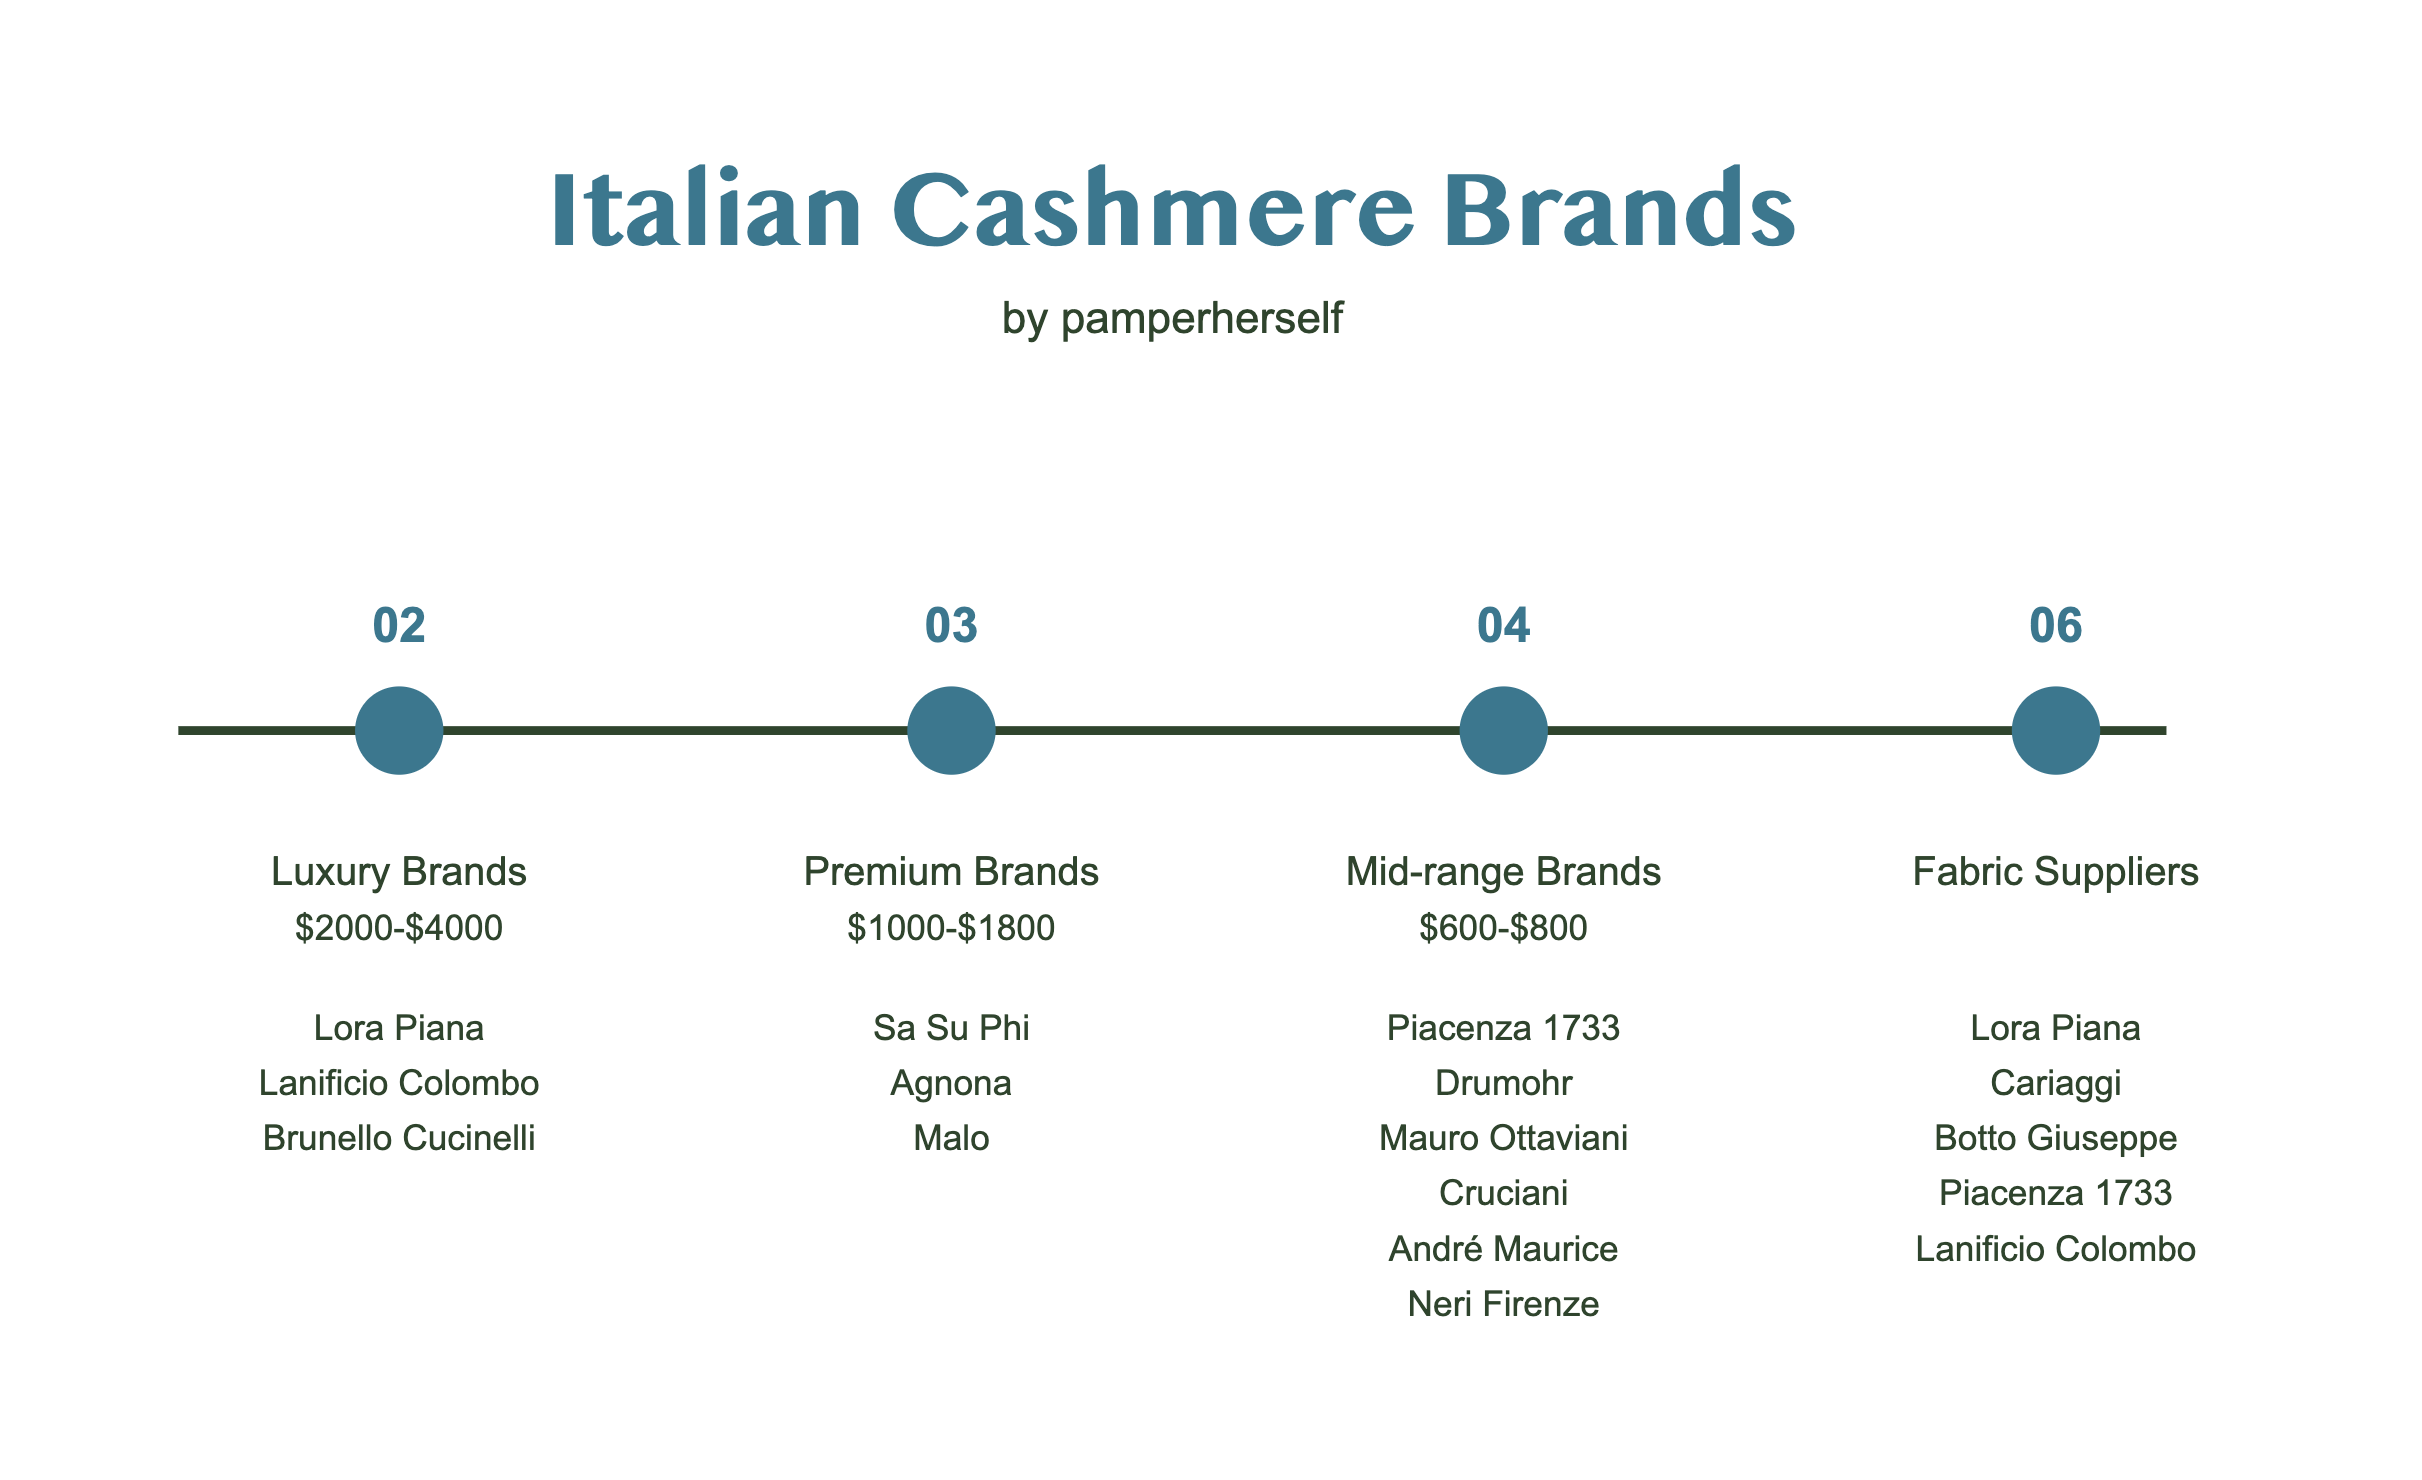 Italian Cashmere Brands
by pamperherself
02
Luxury Brands
$2000-$4000
Lora Piana
Lanificio Colombo
Brunello Cucinelli
03
Premium Brands
$1000-$1800
Sa Su Phi
Agnona
Malo
04
Mid-range Brands
$600-$800
Piacenza 1733
Drumohr
Mauro Ottaviani
Cruciani
André Maurice
Neri Firenze
06
Fabric Suppliers
Lora Piana
Cariaggi
Botto Giuseppe
Piacenza 1733
Lanificio Colombo